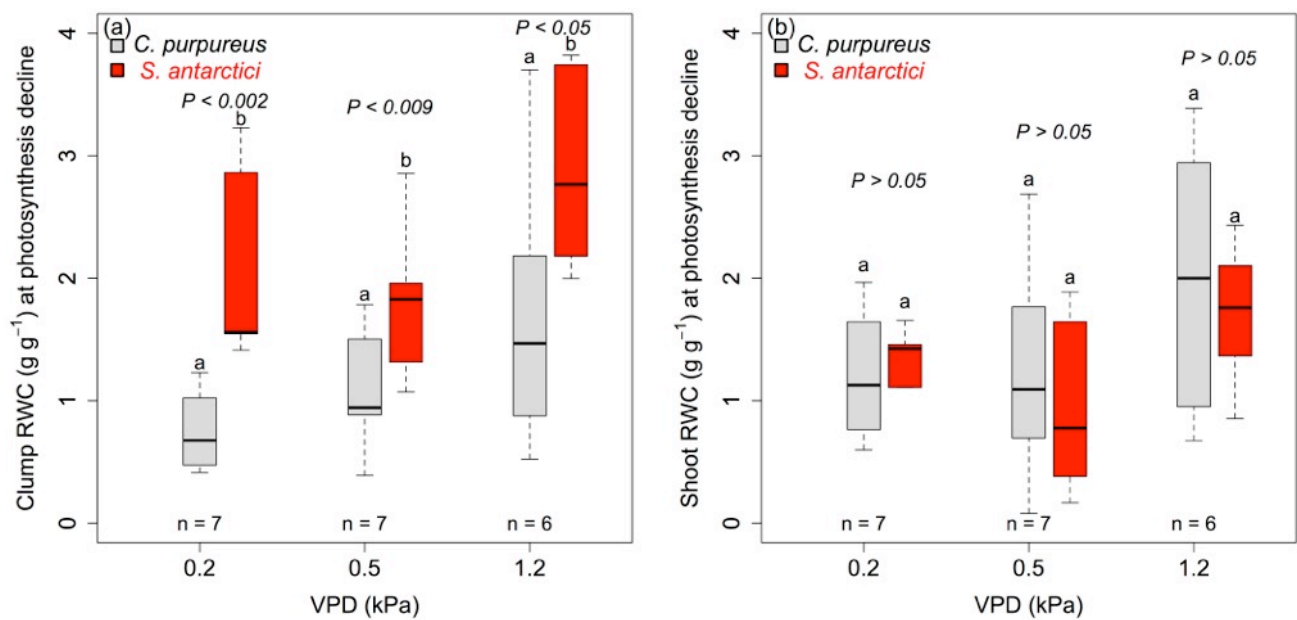 (a)
C. purpureus
S. antarctici
P < 0.002
P < 0.009
P < 0.05
a
b
a
b
a
b
n = 7
n = 7
n = 6
0
1
2
3
4
0.2
0.5
1.2
VPD (kPa)
Clump RWC (g g⁻¹) at photosynthesis decline
(b)
C. purpureus
S. antarctici
P > 0.05
P > 0.05
P > 0.05
a
a
a
a
a
a
n = 7
n = 7
n = 6
0
1
2
3
4
0.2
0.5
1.2
VPD (kPa)
Shoot RWC (g g⁻¹) at photosynthesis decline